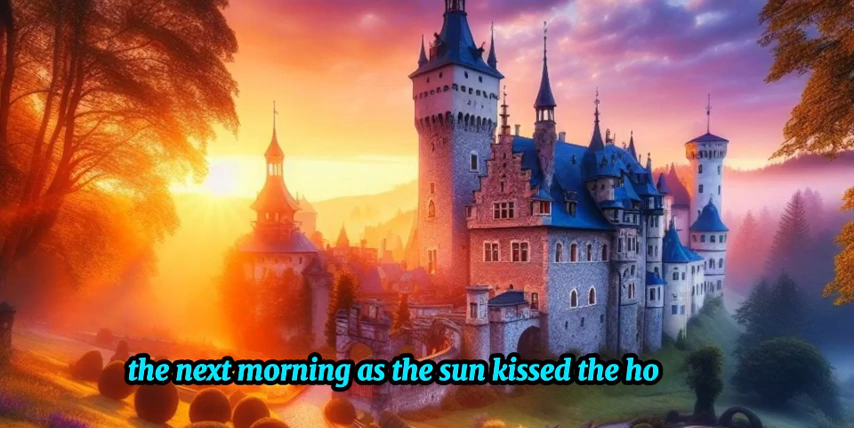 the next morning as the sun kissed the ho